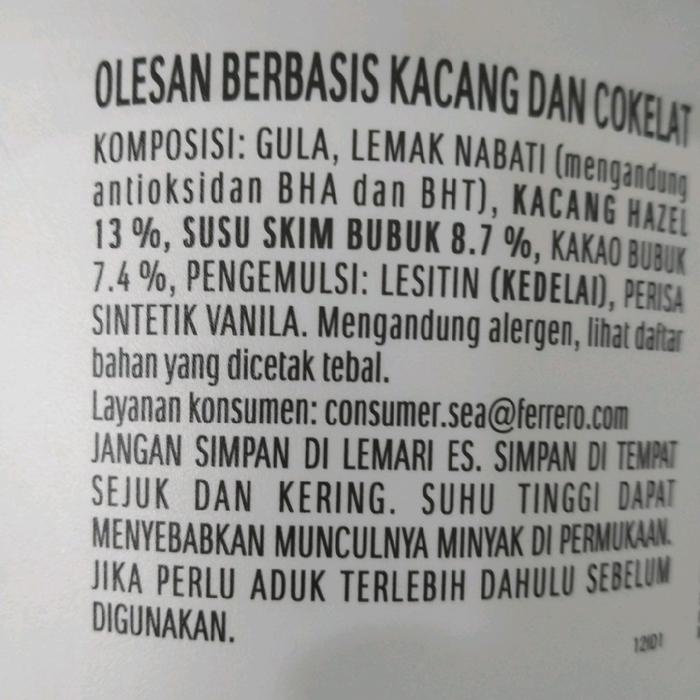 OLESAN BERBASIS KACANG DAN COKELAT
KOMPOSISI: GULA, LEMAK NABATI (mengandung
antioksidan BHA dan BHT), KACANG HAZEL
13 %, SUSU SKIM BUBUK 8.7 %, KAKAO BUBUK
7.4 %, PENGEMULSI: LESITIN (KEDELAI), PERISA
SINTETIK VANILA. Mengandung alergen, lihat daftar
bahan yang dicetak tebal.
Layanan konsumen: consumer.sea@ferrero.com
JANGAN SIMPAN DI LEMARI ES. SIMPAN DI TEMPAT
SEJUK DAN KERING. SUHU TINGGI DAPAT
MENYEBABKAN MUNCULNYA MINYAK DI PERMUKAAN.
JIKA PERLU ADUK TERLEBIH DAHULU SEBELUM
DIGUNAKAN.